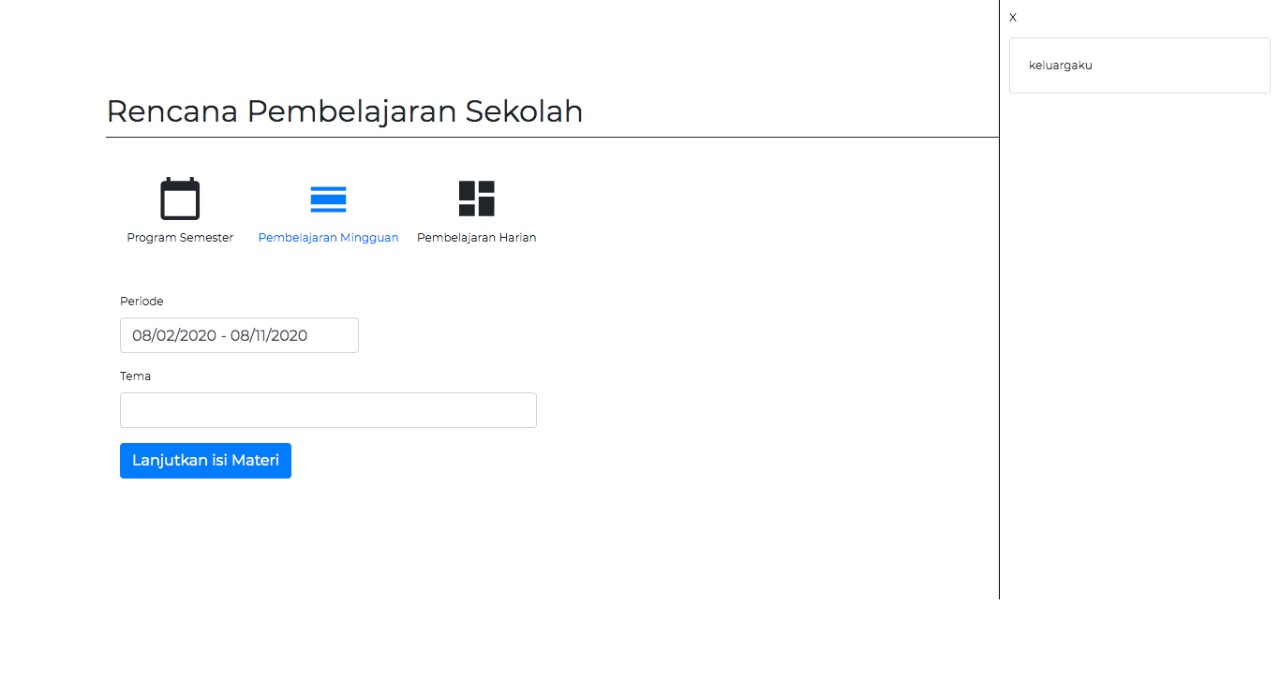 Rencana Pembelajaran Sekolah
Program Semester
Pembelajaran Mingguan
Pembelajaran Harian
Periode
08/02/2020 - 08/11/2020
Tema
Lanjutkan isi Materi
X
keluargaku